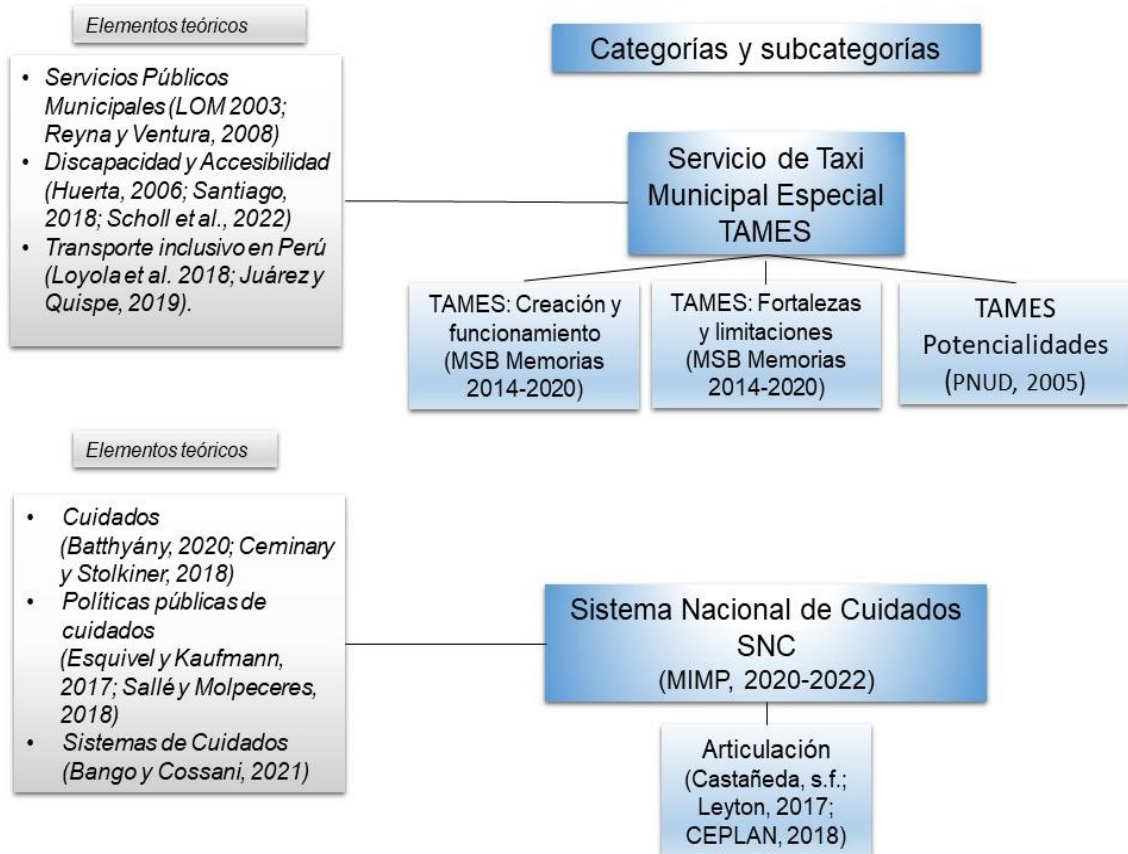 Elementos teóricos
• Servicios Públicos
Municipales (LOM 2003;
Reyna y Ventura, 2008)
• Discapacidad y Accesibilidad
(Huerta, 2006; Santiago,
2018; Scholl et al., 2022)
• Transporte inclusivo en Perú
(Loyola et al. 2018; Juárez y
Quispe, 2019).
Categorías y subcategorías
Servicio de Taxi
Municipal Especial
TAMES
TAMES: Creación y
funcionamiento
(MSB Memorias
2014-2020)
TAMES: Fortalezas
y limitaciones
(MSB Memorias
2014-2020)
TAMES
Potencialidades
(PNUD, 2005)
Elementos teóricos
• Cuidados
(Batthyány, 2020; Ceminary
y Stolkiner, 2018)
• Políticas públicas de
cuidados
(Esquivel y Kaufmann,
2017; Sallé y Molpeceres,
2018)
• Sistemas de Cuidados
(Bango y Cossani, 2021)
Sistema Nacional de Cuidados
SNC
(MIMP, 2020-2022)
Articulación
(Castañeda, s.f.;
Leyton, 2017;
CEPLAN, 2018)